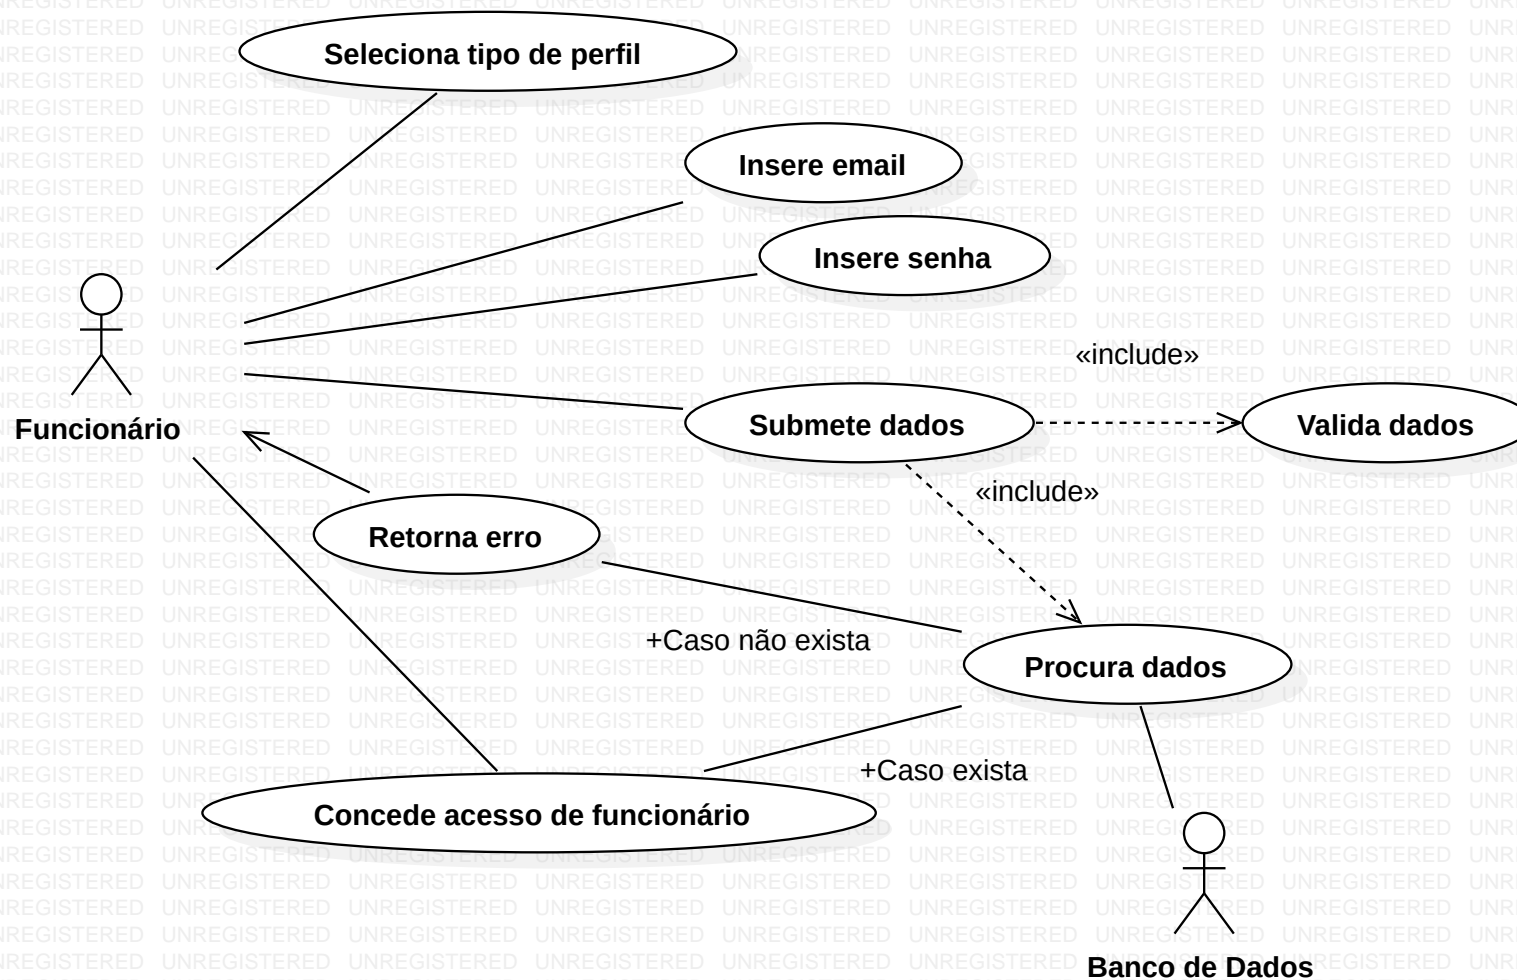 Seleciona tipo de perfil
Insere email
Insere senha
«include»
Submete dados
Valida dados
Funcionário
«include»
Retorna erro
+Caso não exista
Procura dados
+Caso exista
Concede acesso de funcionário
Banco de Dados
UNREGISTERED